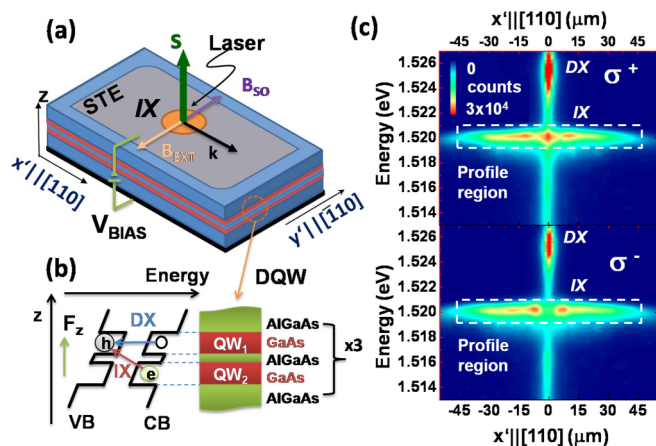 (a)
S
Laser
STE
IX
B_SO
B_EXT
k
z
x'||[110]
y'||[1̄10]
V_BIAS
(b)
Energy
DQW
z
F_z
DX
h
O
IX
e
VB
CB
QW₁
QW₂
AlGaAs
GaAs
AlGaAs
GaAs
AlGaAs
x3
(c)
x'||[110] (μm)
-45 -30 -15 0 15 30 45
Energy (eV)
1.526
1.524
1.522
1.520
1.518
1.516
1.514
0
counts
3x10⁴
DX
σ⁺
IX
Profile
region
Energy (eV)
1.526
1.524
1.522
1.520
1.518
1.516
1.514
DX
σ⁻
IX
Profile
region
-45 -30 -15 0 15 30 45
x'||[110] (μm)